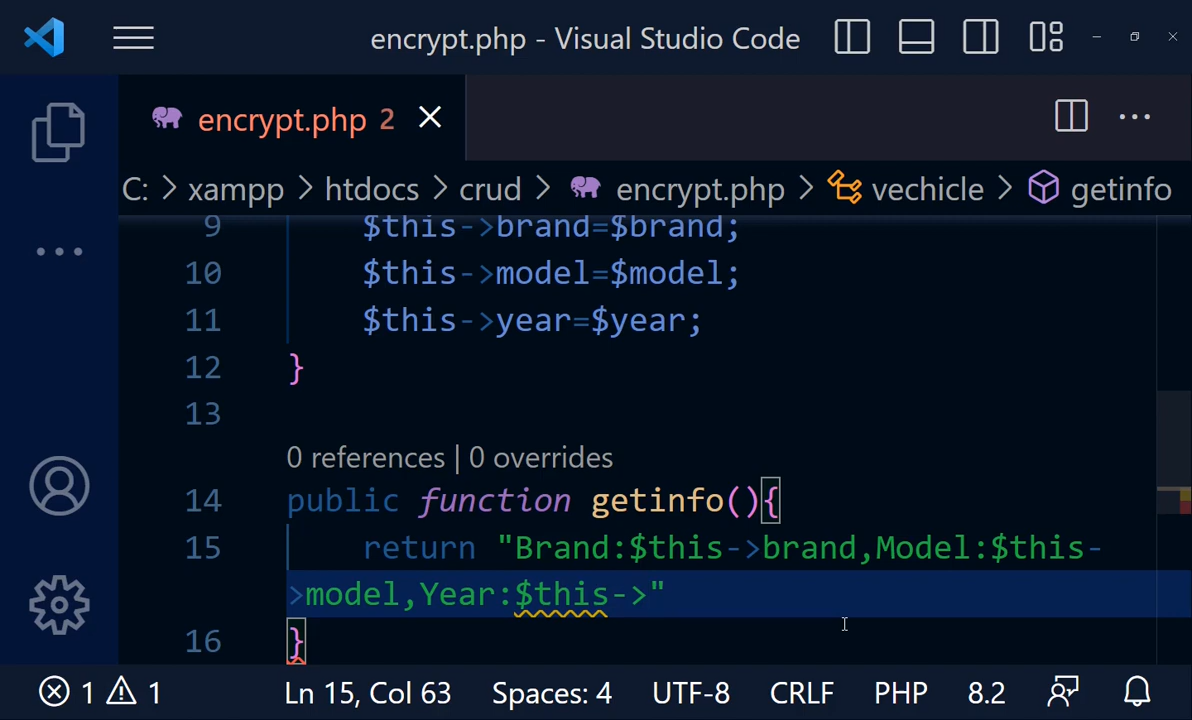 encrypt.php - Visual Studio Code
encrypt.php 2
C: > xampp > htdocs > crud > encrypt.php > vechicle > getinfo
9 $this->brand=$brand;
10 $this->model=$model;
11 $this->year=$year;
12 }
13
0 references | 0 overrides
14 public function getinfo(){
15 return "Brand:$this->brand,Model:$this-
>model,Year:$this->"
16 }
1 1 Ln 15, Col 63 Spaces: 4 UTF-8 CRLF PHP 8.2